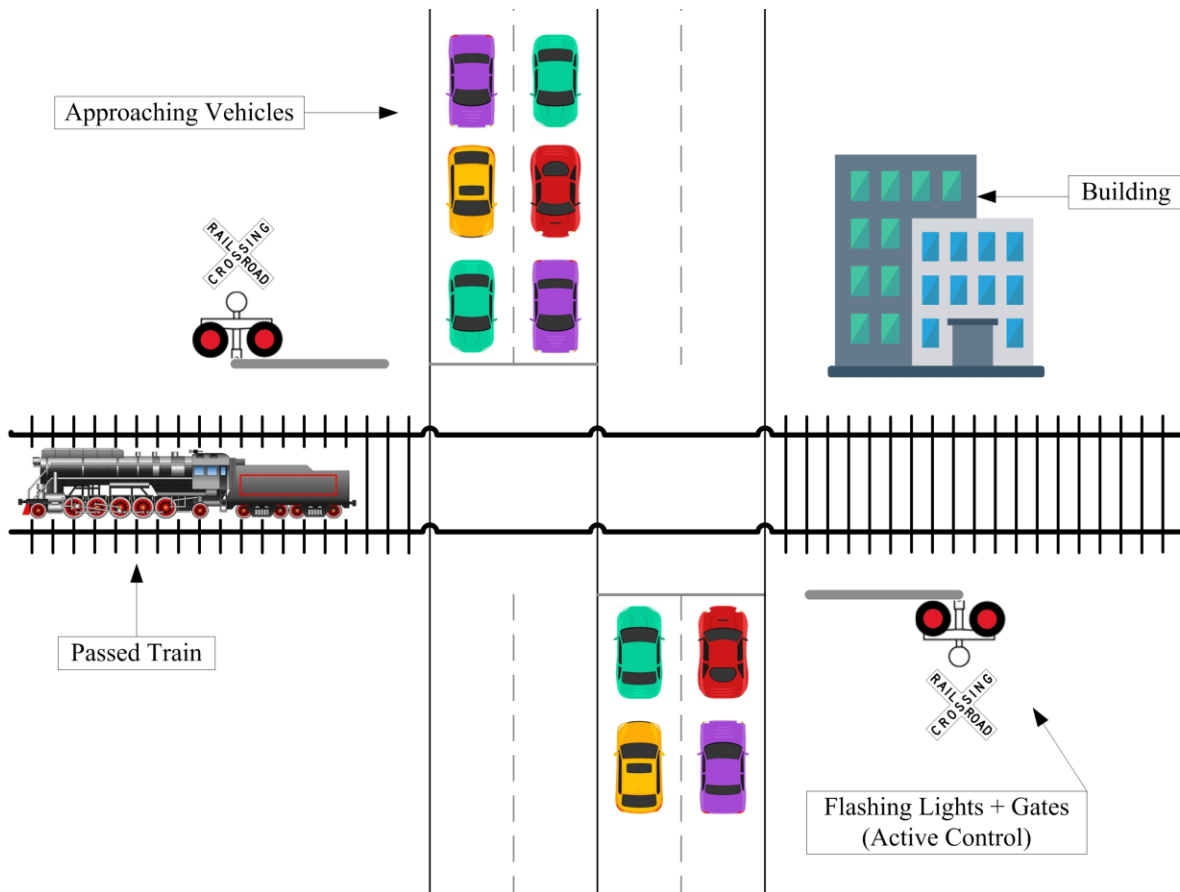 Approaching Vehicles
Building
RAIL CROSSING ROAD
Passed Train
RAIL CROSSING ROAD
Flashing Lights + Gates
(Active Control)